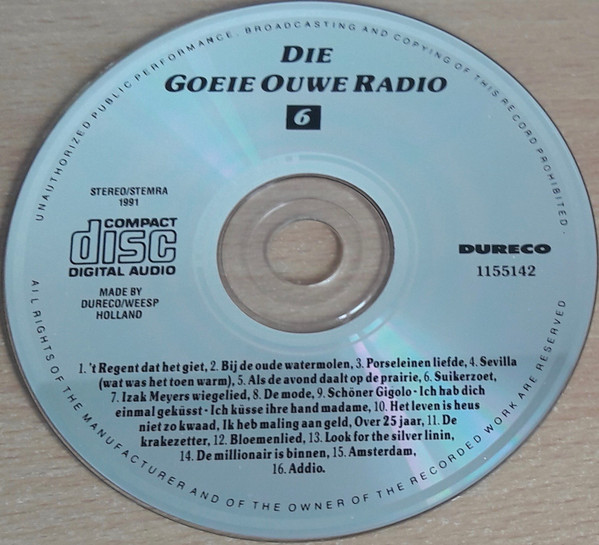 UNAUTHORIZED PUBLIC PERFORMANCE, BROADCASTING AND COPYING OF THIS RECORD PROHIBITED.
DIE
GOEIE OUWE RADIO
6
STEREO/STEMRA
1991
COMPACT
disc
DIGITAL AUDIO
MADE BY
DURECO/WEESP
HOLLAND
DURECO
1155142
1. 't Regent dat het giet, 2. Bij de oude watermolen, 3. Porseleinen liefde, 4. Sevilla
(wat was het toen warm), 5. Als de avond daalt op de prairie, 6. Suikerzoet,
7. Izak Meyers wiegelied, 8. De mode, 9. Schöner Gigolo - Ich hab dich
einmal geküsst - Ich küsse ihre hand madame, 10. Het leven is heus
niet zo kwaad, Ik heb maling aan geld, Over 25 jaar, 11. De
krakezetter, 12. Bloemenlied, 13. Look for the silver linin,
14. De millionair is binnen, 15. Amsterdam,
16. Addio.
ALL RIGHTS OF THE MANUFACTURER AND OF THE OWNER OF THE RECORDED WORK ARE RESERVED